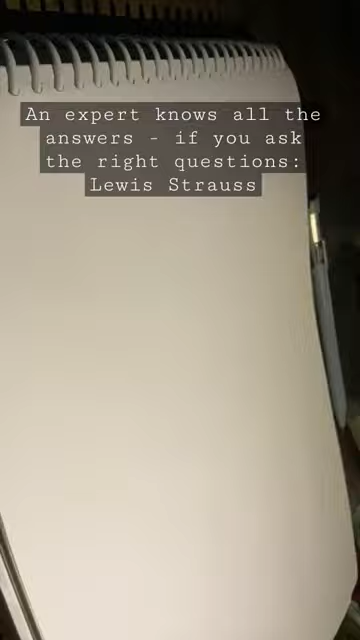 An expert knows all the
answers - if you ask
the right questions:
Lewis Strauss